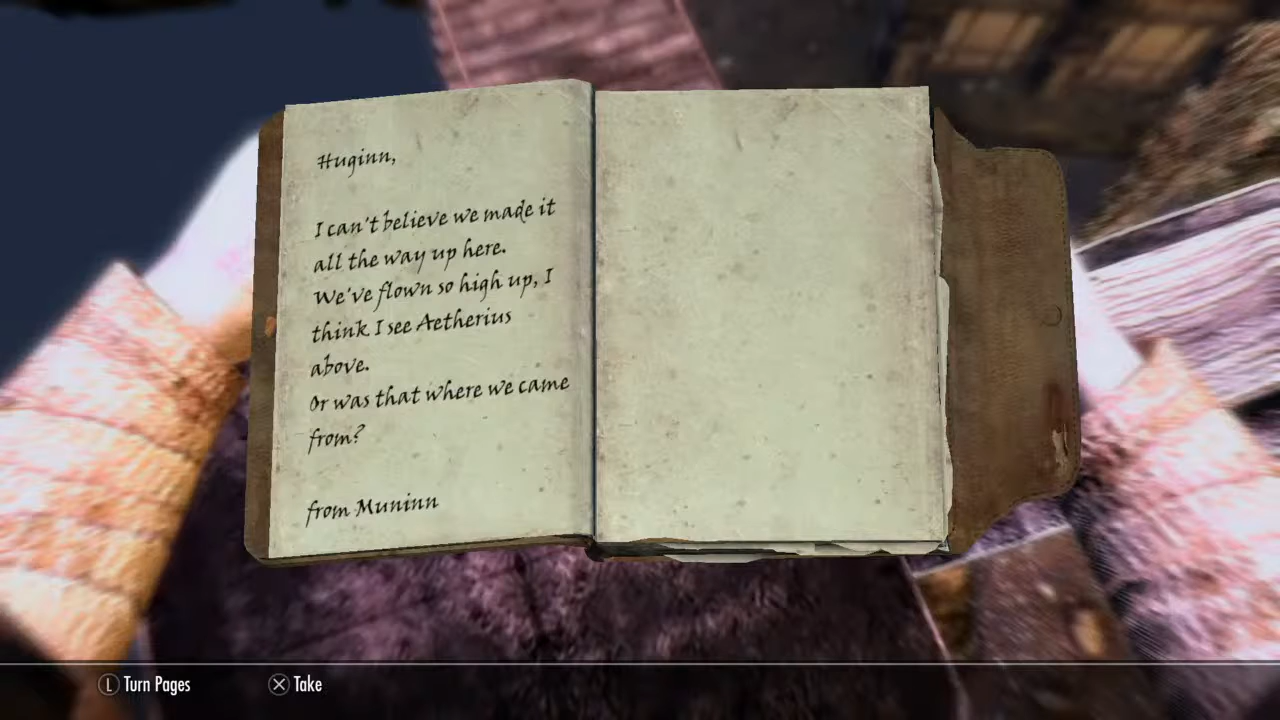 Huginn,
I can't believe we made it
all the way up here.
We've flown so high up, I
think I see Aetherius
above.
Or was that where we came
from?
from Muninn
L Turn Pages
X Take